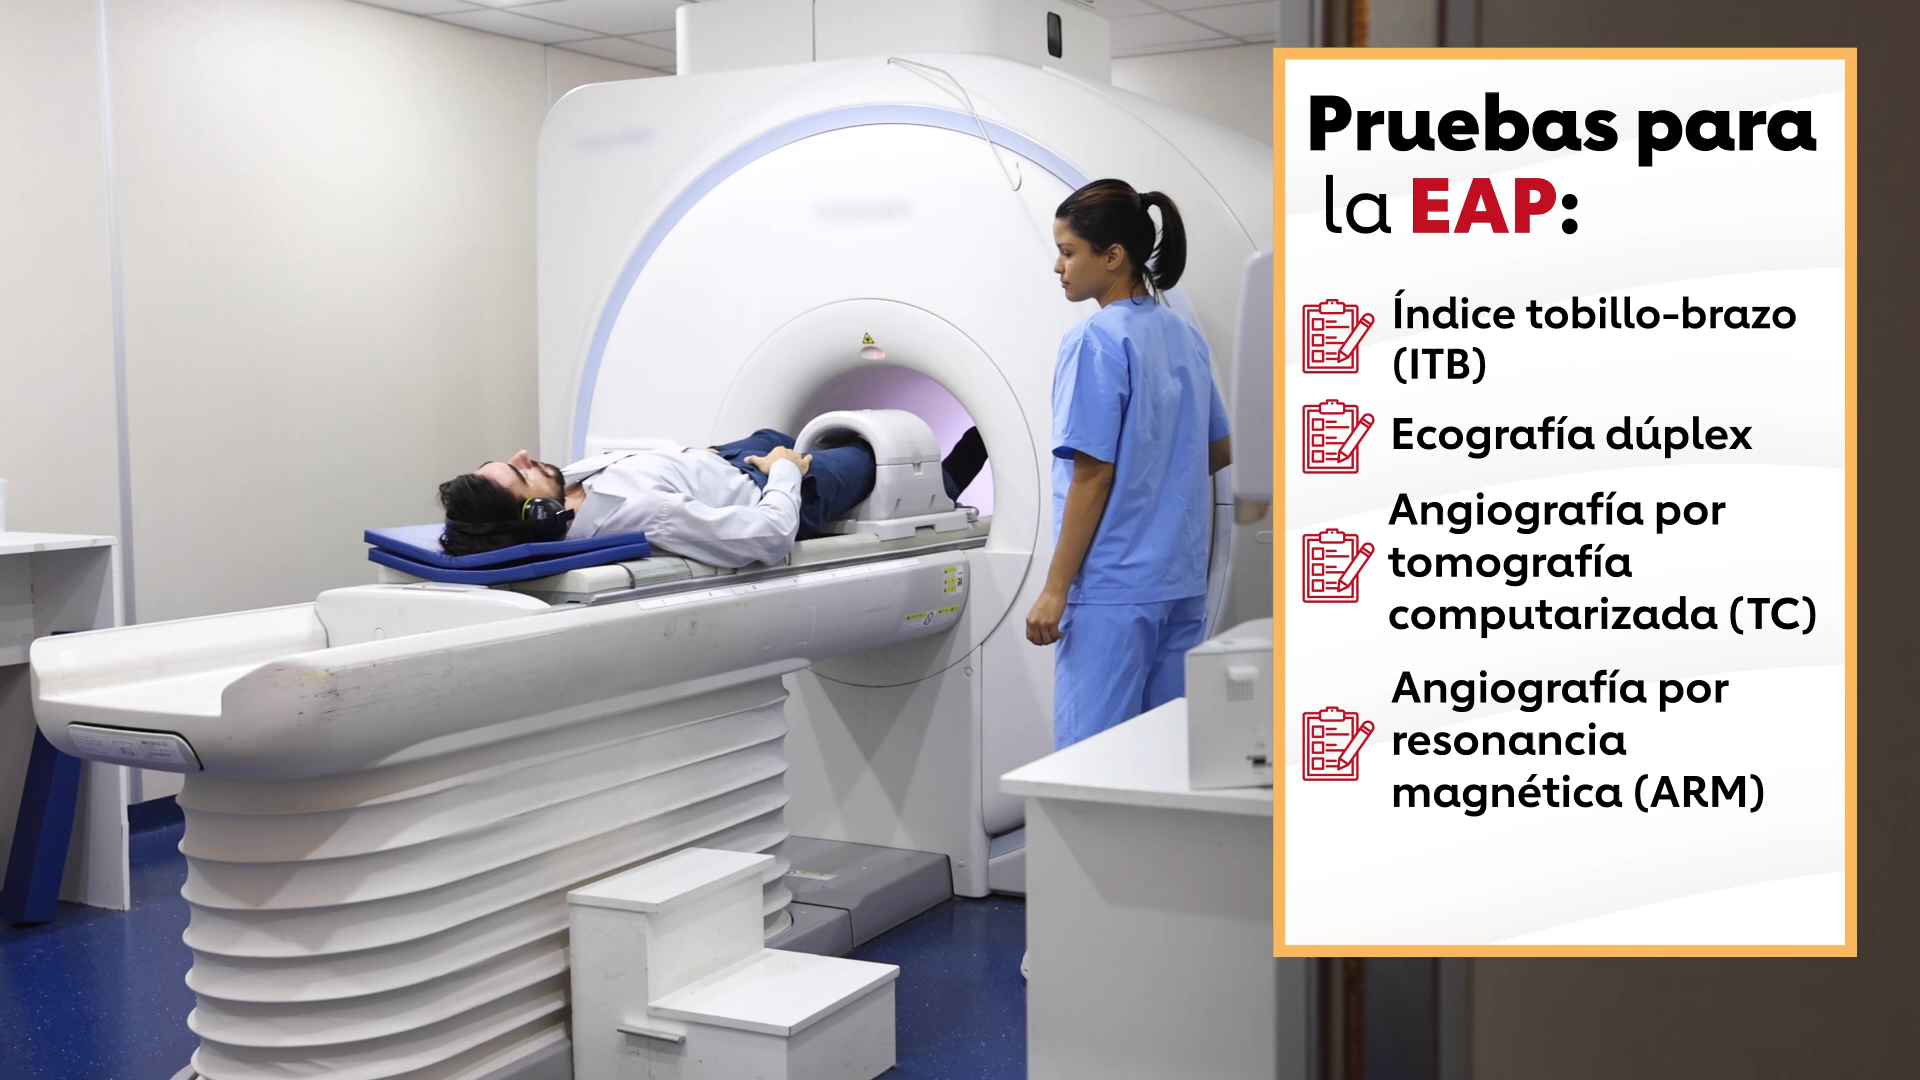 Pruebas para
la EAP:
Índice tobillo-brazo
(ITB)
Ecografía dúplex
Angiografía por
tomografía
computarizada (TC)
Angiografía por
resonancia
magnética (ARM)